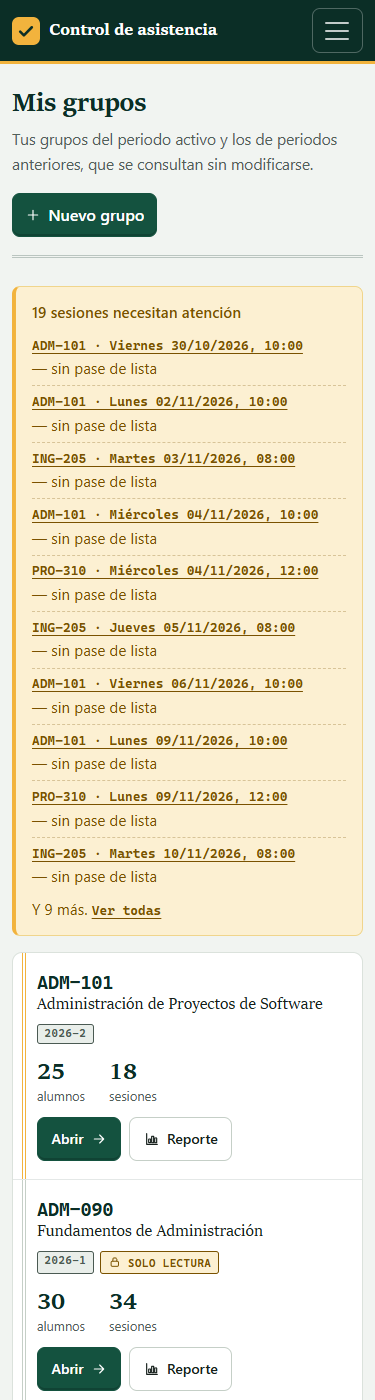 Control de asistencia
Mis grupos
Tus grupos del periodo activo y los de periodos
anteriores, que se consultan sin modificarse.
+ Nuevo grupo
19 sesiones necesitan atención
ADM-101 · Viernes 30/10/2026, 10:00
— sin pase de lista
ADM-101 · Lunes 02/11/2026, 10:00
— sin pase de lista
ING-205 · Martes 03/11/2026, 08:00
— sin pase de lista
ADM-101 · Miércoles 04/11/2026, 10:00
— sin pase de lista
PRO-310 · Miércoles 04/11/2026, 12:00
— sin pase de lista
ING-205 · Jueves 05/11/2026, 08:00
— sin pase de lista
ADM-101 · Viernes 06/11/2026, 10:00
— sin pase de lista
ADM-101 · Lunes 09/11/2026, 10:00
— sin pase de lista
PRO-310 · Lunes 09/11/2026, 12:00
— sin pase de lista
ING-205 · Martes 10/11/2026, 08:00
— sin pase de lista
Y 9 más. Ver todas
ADM-101
Administración de Proyectos de Software
2026-2
25 18
alumnos sesiones
Abrir → Reporte
ADM-090
Fundamentos de Administración
2026-1 SOLO LECTURA
30 34
alumnos sesiones
Abrir → Reporte